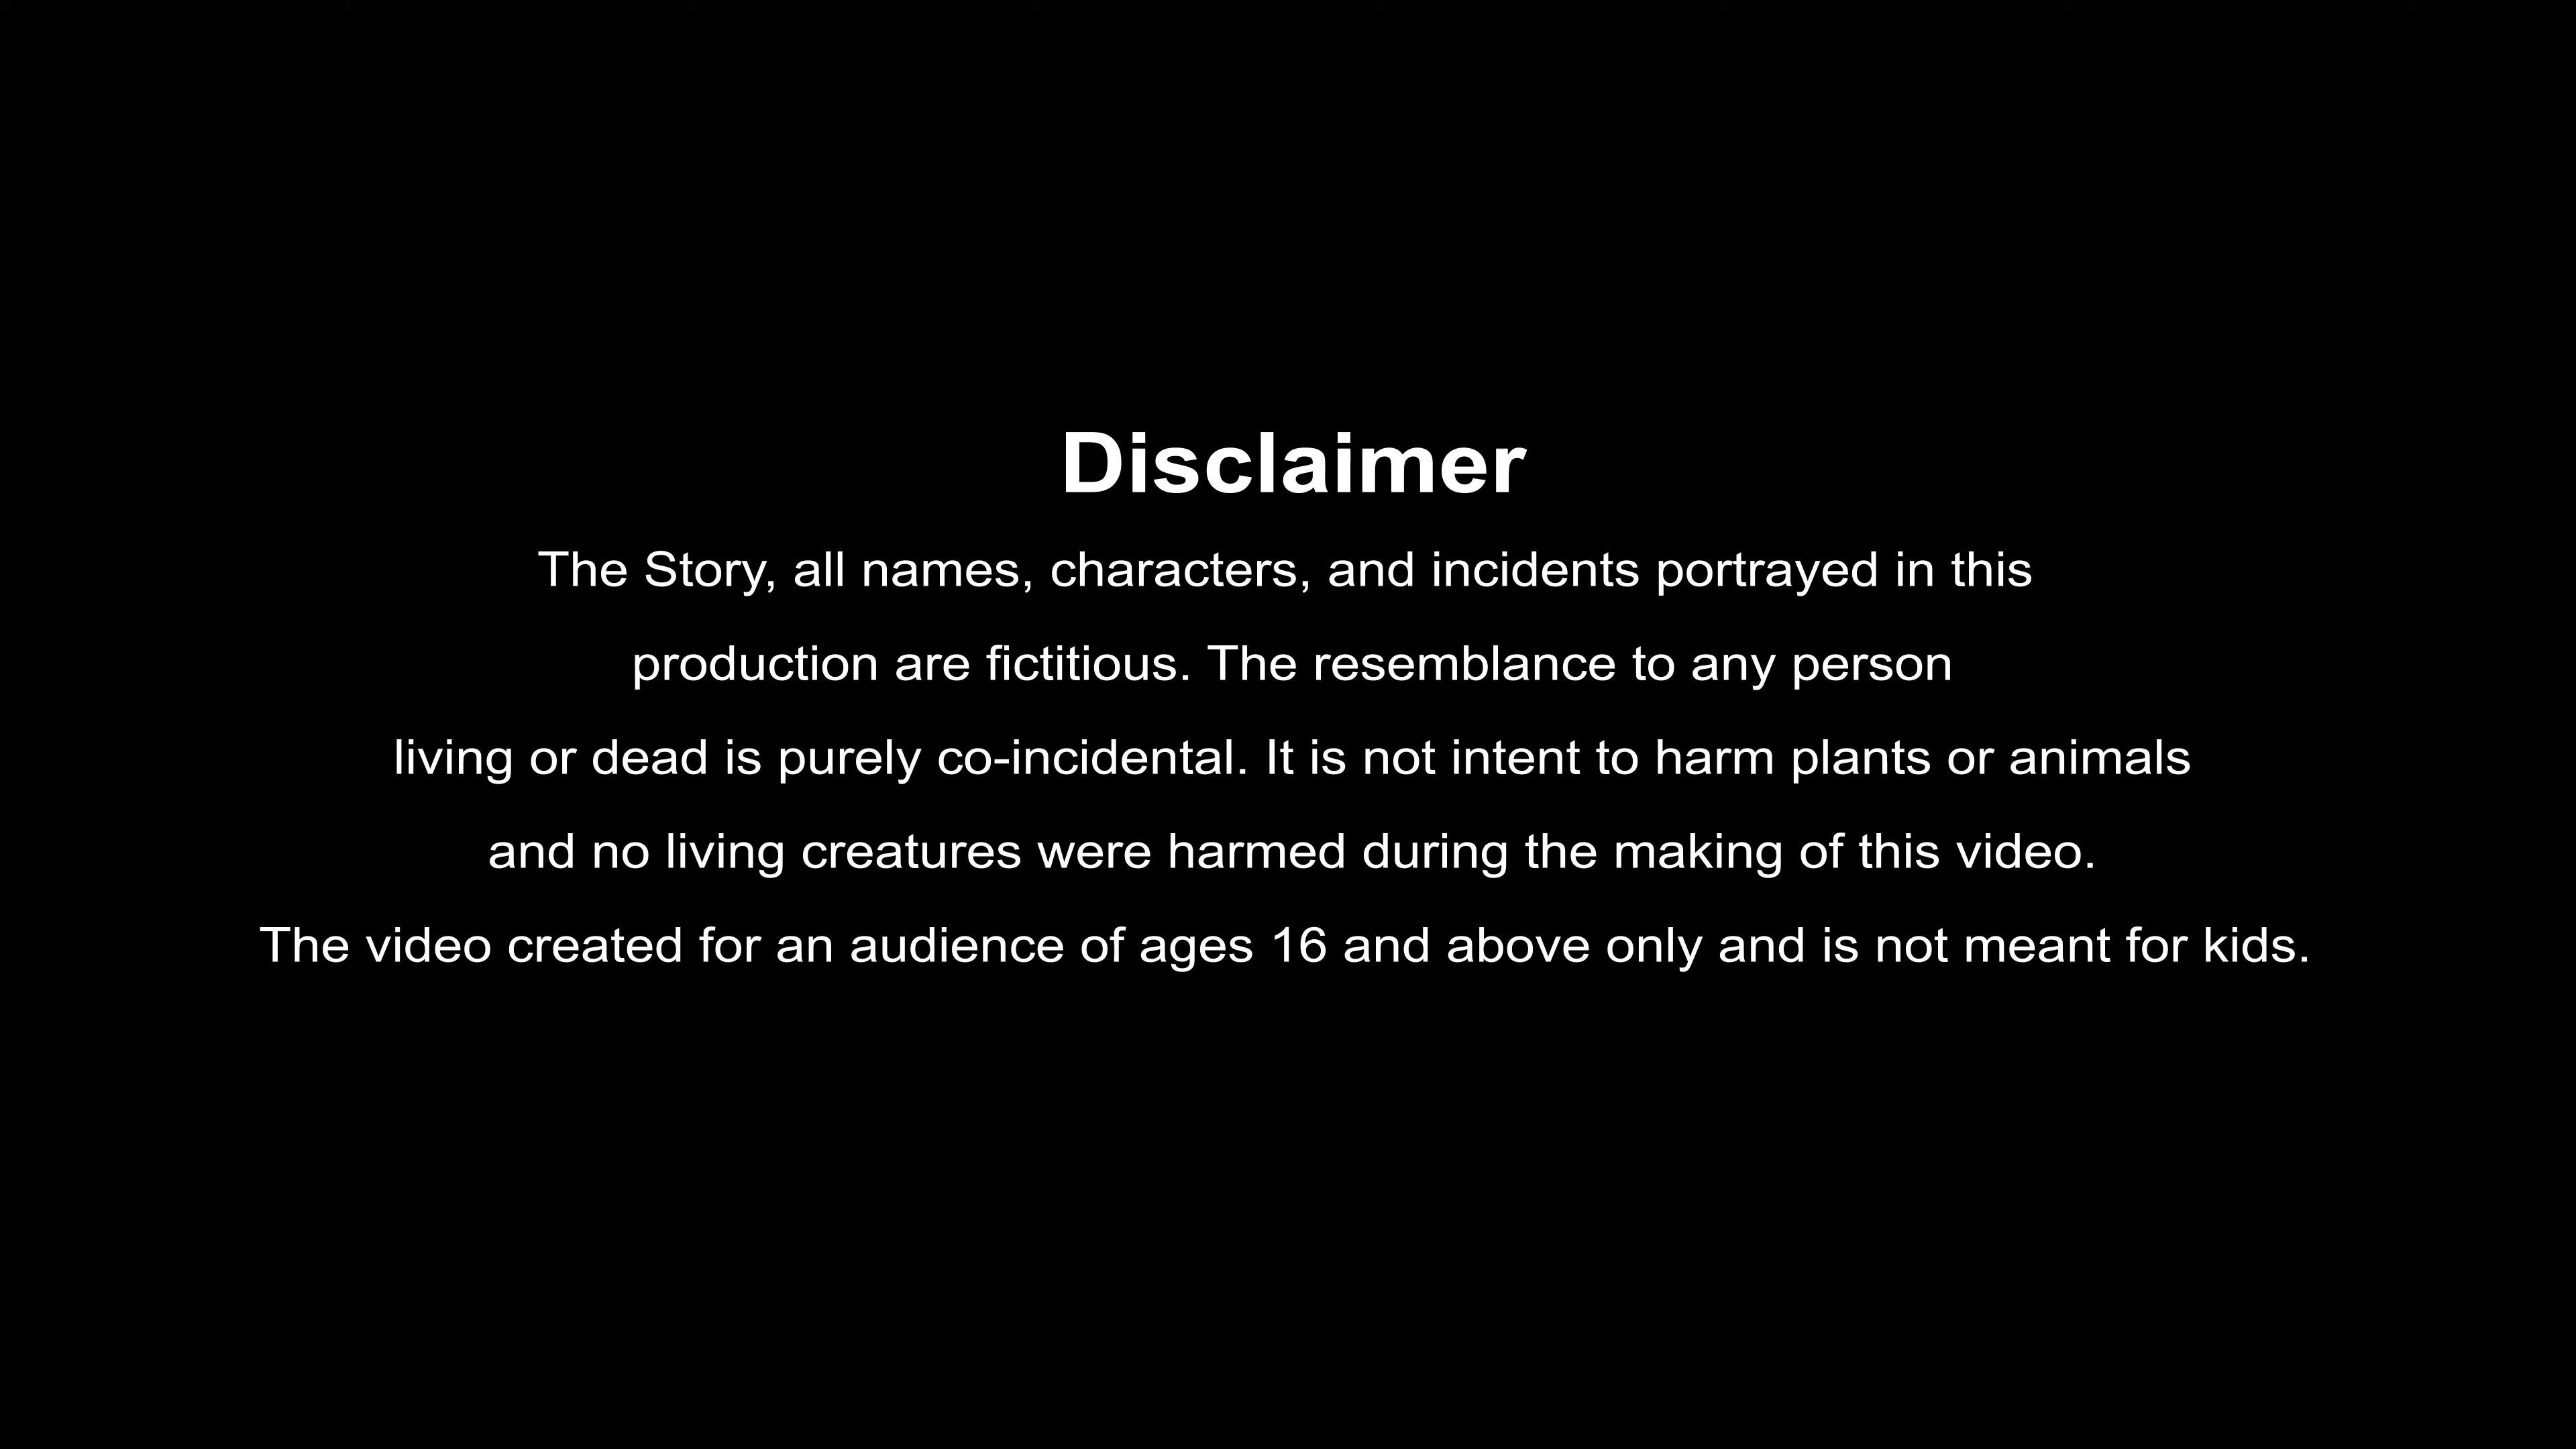 Disclaimer
The Story, all names, characters, and incidents portrayed in this
production are fictitious. The resemblance to any person
living or dead is purely co-incidental. It is not intent to harm plants or animals
and no living creatures were harmed during the making of this video.
The video created for an audience of ages 16 and above only and is not meant for kids.